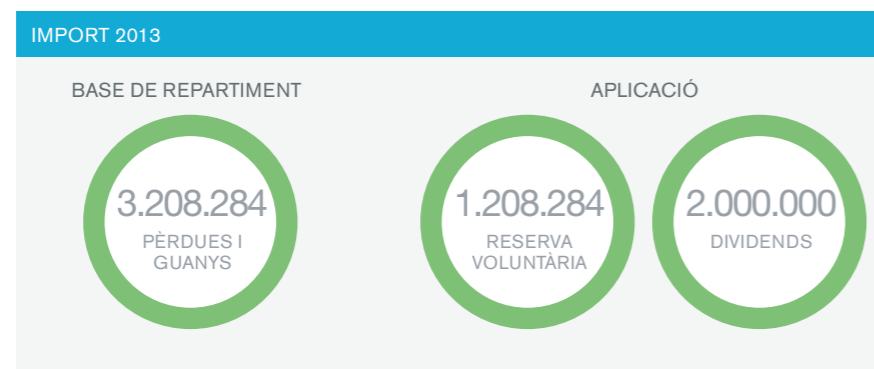 IMPORT 2013
BASE DE REPARTIMENT
APLICACIÓ
3.208.284
PÈRDUES I
GUANYS
1.208.284
RESERVA
VOLUNTÀRIA
2.000.000
DIVIDENDS